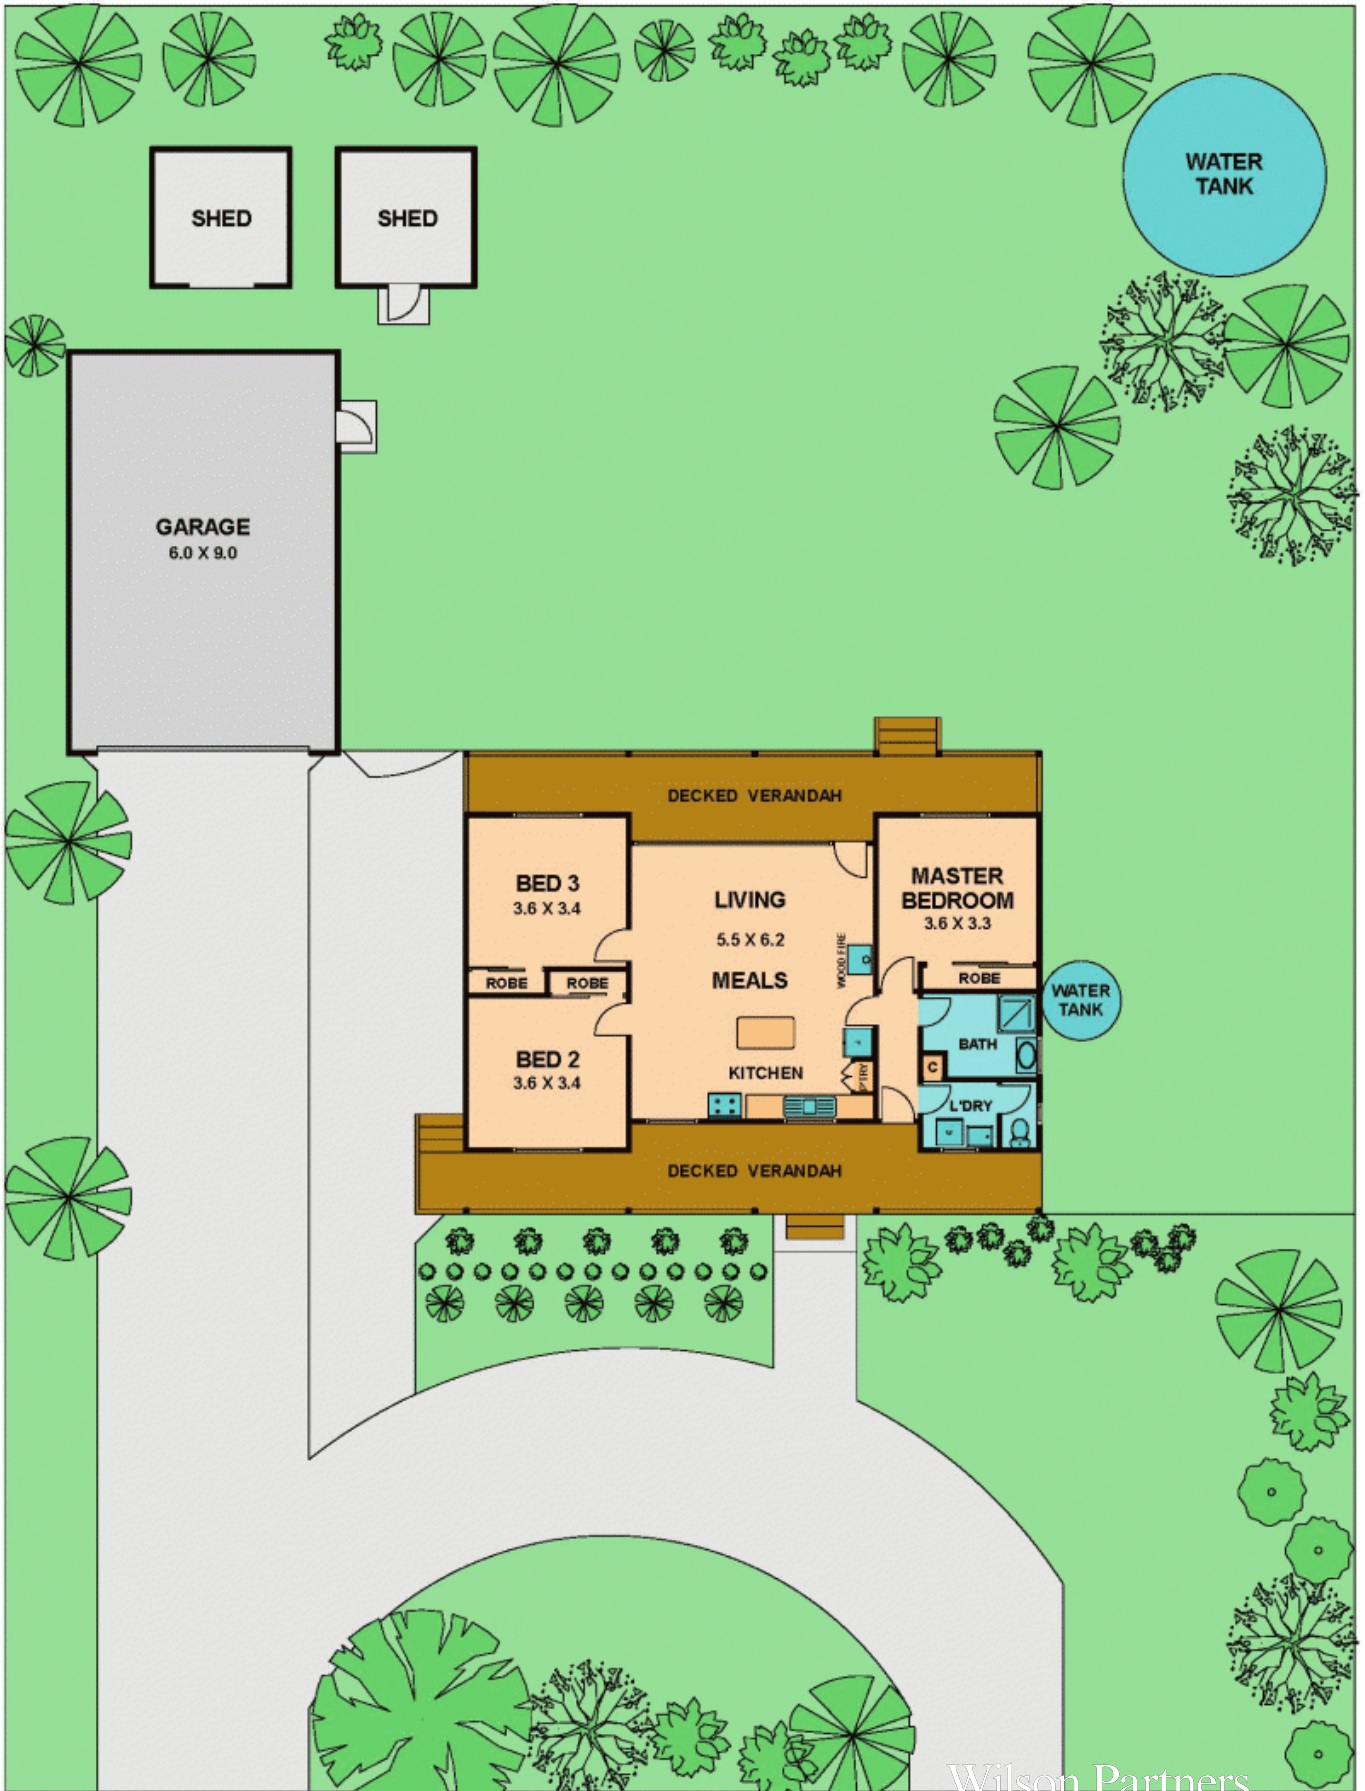 WATER
TANK
SHED
SHED
GARAGE
6.0 X 9.0
DECKED VERANDAH
BED 3
3.6 X 3.4
LIVING
5.5 X 6.2
MEALS
WOOD FIRE
MASTER
BEDROOM
3.6 X 3.3
ROBE
ROBE
ROBE
WATER
TANK
BATH
BED 2
3.6 X 3.4
KITCHEN
P'TRY
C
L'DRY
DECKED VERANDAH
Wilson Partners